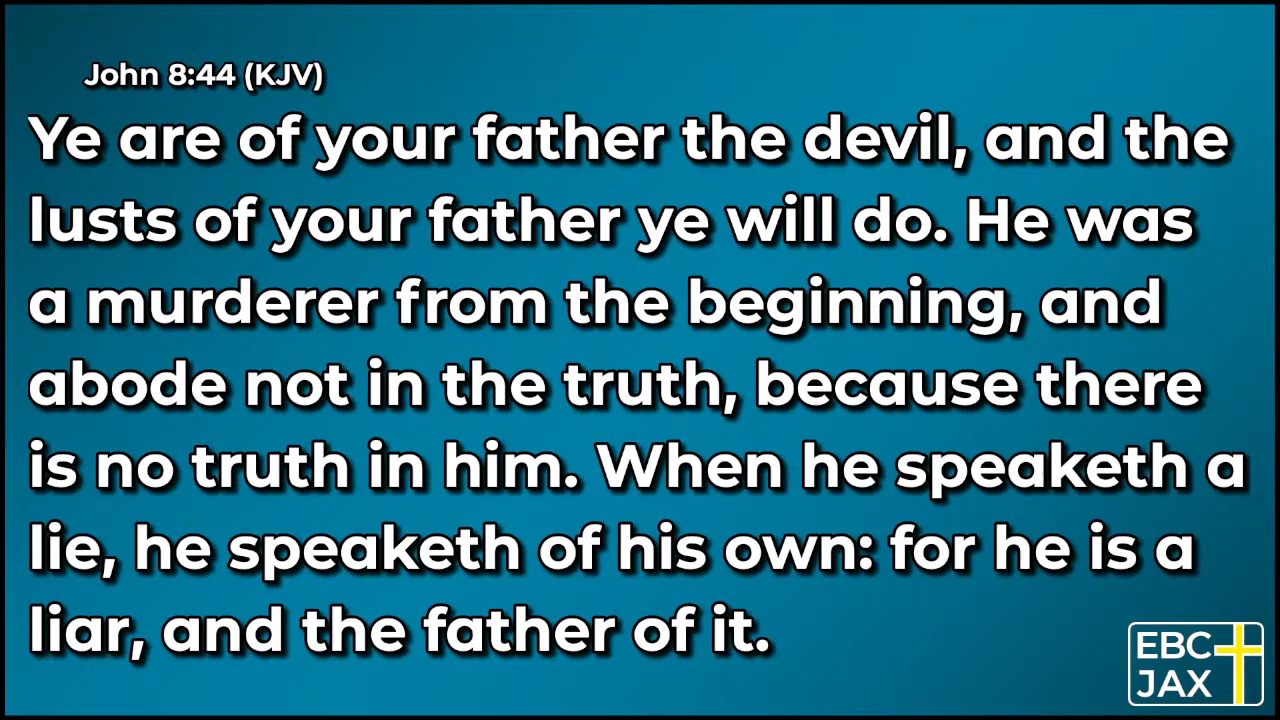 John 8:44 (KJV)
Ye are of your father the devil, and the
lusts of your father ye will do. He was
a murderer from the beginning, and
abode not in the truth, because there
is no truth in him. When he speaketh a
lie, he speaketh of his own: for he is a
liar, and the father of it.
EBC
JAX